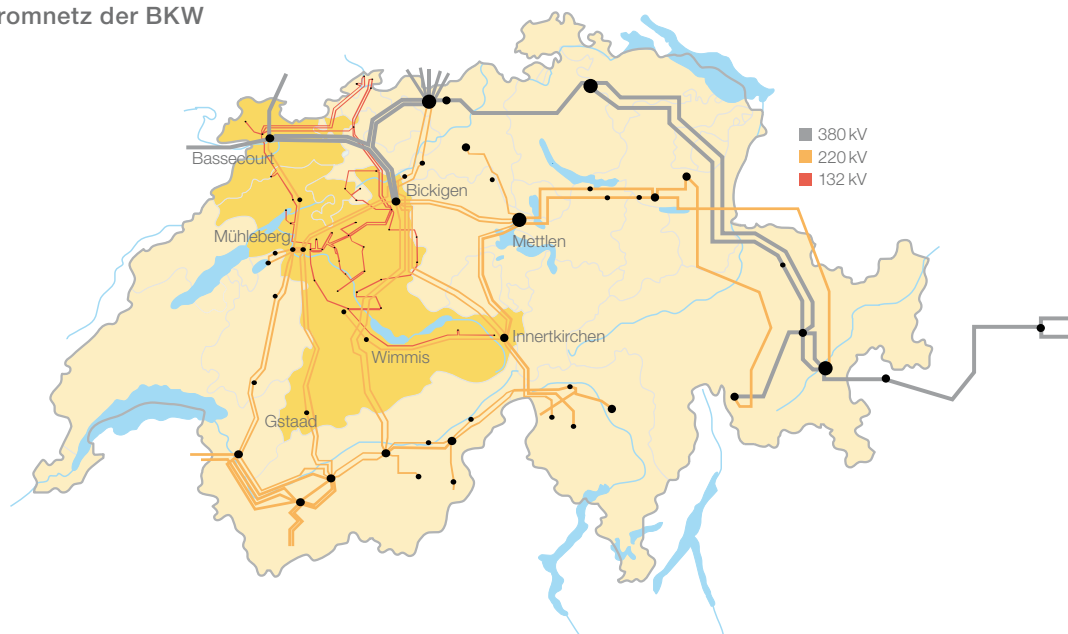 romnetz der BKW
380 kV
220 kV
132 kV
Bassecourt
Bickigen
Mühleberg
Mettlen
Innertkirchen
Wimmis
Gstaad